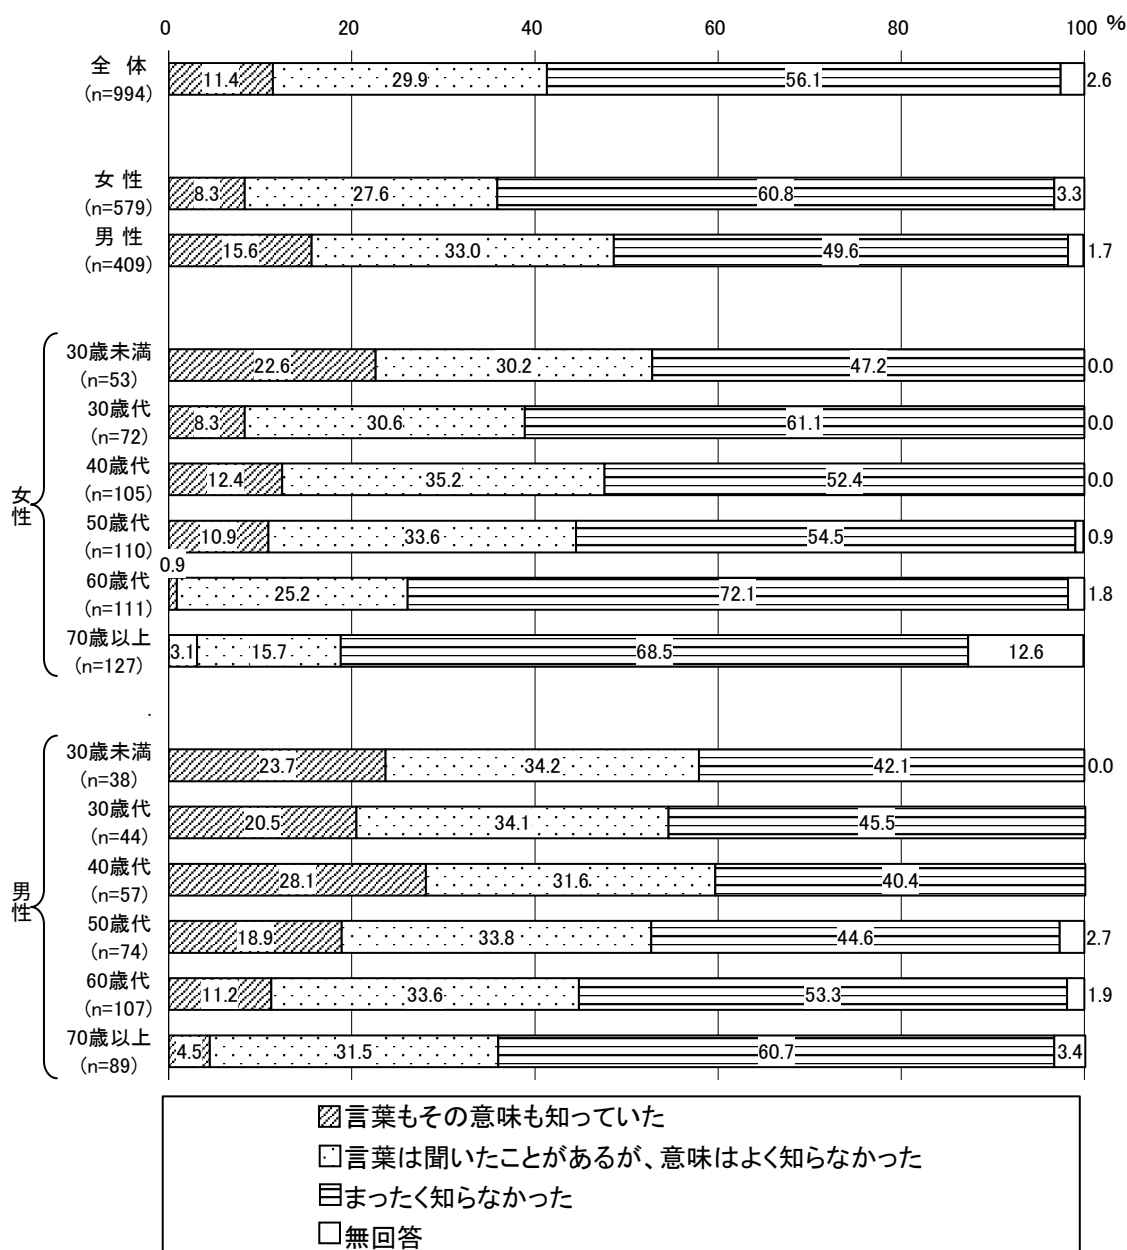 0 20 40 60 80 100 %
全 体
(n=994)
11.4 29.9 56.1 2.6
女 性
(n=579)
8.3 27.6 60.8 3.3
男 性
(n=409)
15.6 33.0 49.6 1.7
女性
30歳未満
(n=53)
22.6 30.2 47.2 0.0
30歳代
(n=72)
8.3 30.6 61.1 0.0
40歳代
(n=105)
12.4 35.2 52.4 0.0
50歳代
(n=110)
10.9 33.6 54.5 0.9
60歳代
(n=111)
0.9 25.2 72.1 1.8
70歳以上
(n=127)
3.1 15.7 68.5 12.6
.
男性
30歳未満
(n=38)
23.7 34.2 42.1 0.0
30歳代
(n=44)
20.5 34.1 45.5
40歳代
(n=57)
28.1 31.6 40.4
50歳代
(n=74)
18.9 33.8 44.6 2.7
60歳代
(n=107)
11.2 33.6 53.3 1.9
70歳以上
(n=89)
4.5 31.5 60.7 3.4
言葉もその意味も知っていた
言葉は聞いたことがあるが、意味はよく知らなかった
まったく知らなかった
無回答